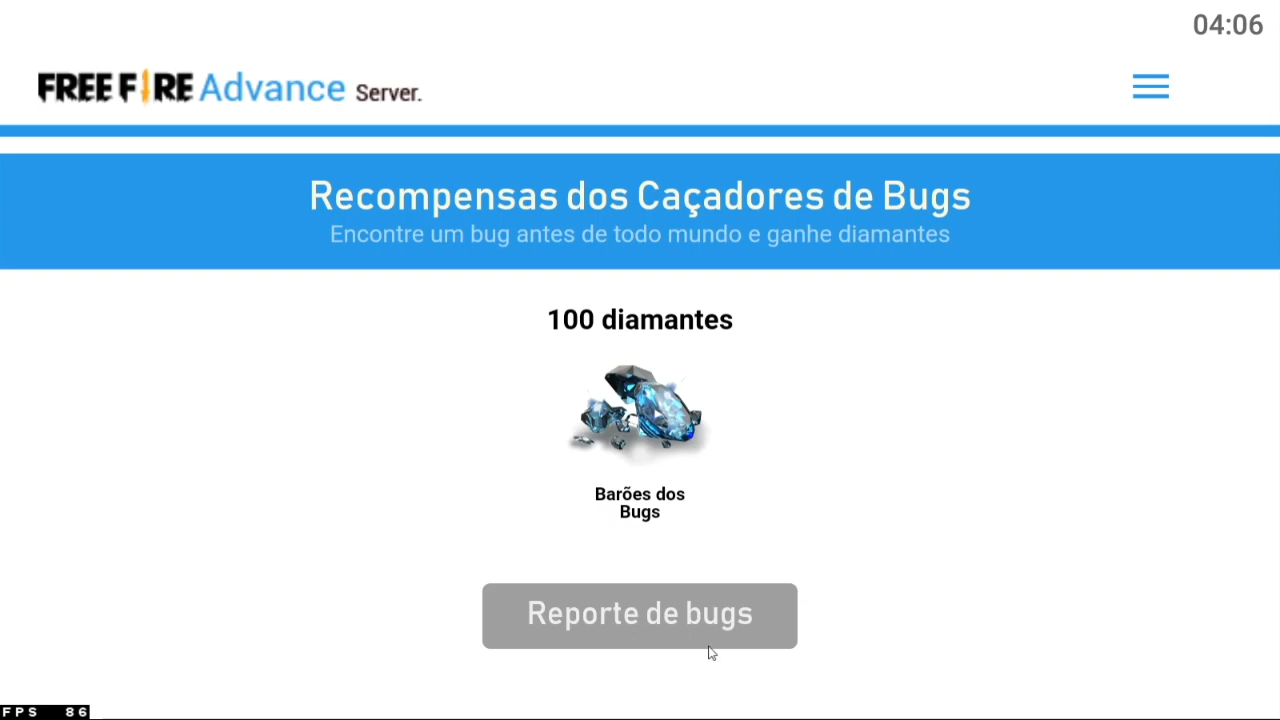 04:06
FREE FIRE Advance Server.
Recompensas dos Caçadores de Bugs
Encontre um bug antes de todo mundo e ganhe diamantes
100 diamantes
Barões dos
Bugs
Reporte de bugs
FPS 86